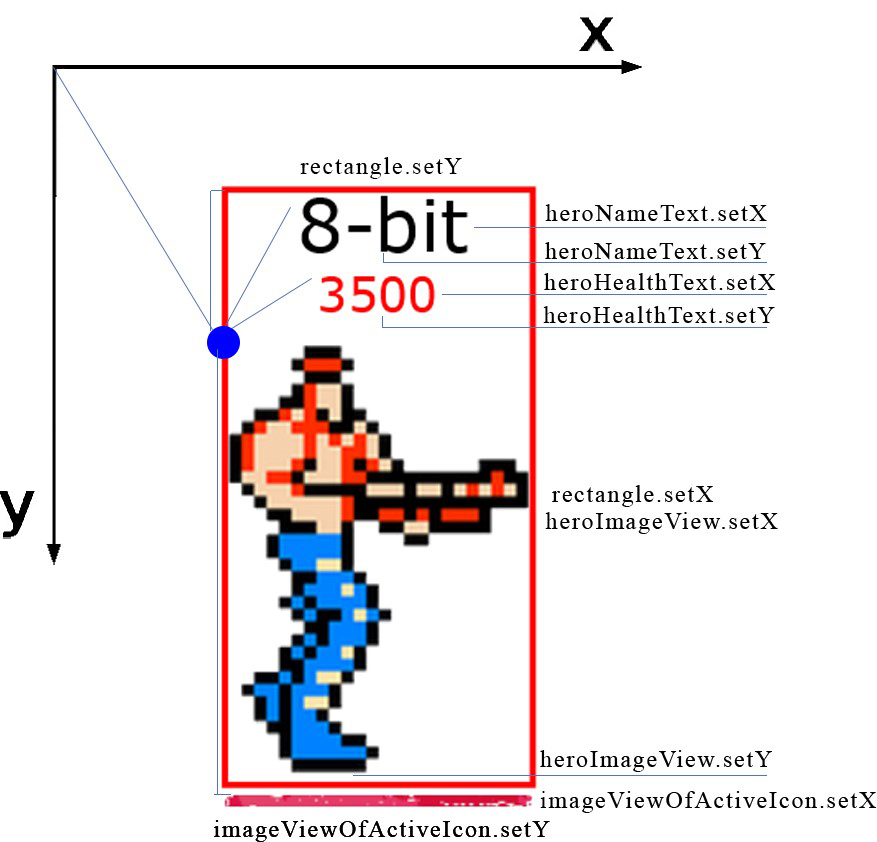 x
rectangle.setY
8-bit
heroNameText.setX
heroNameText.setY
3500
heroHealthText.setX
heroHealthText.setY
y
rectangle.setX
heroImageView.setX
heroImageView.setY
imageViewOfActiveIcon.setX
imageViewOfActiveIcon.setY